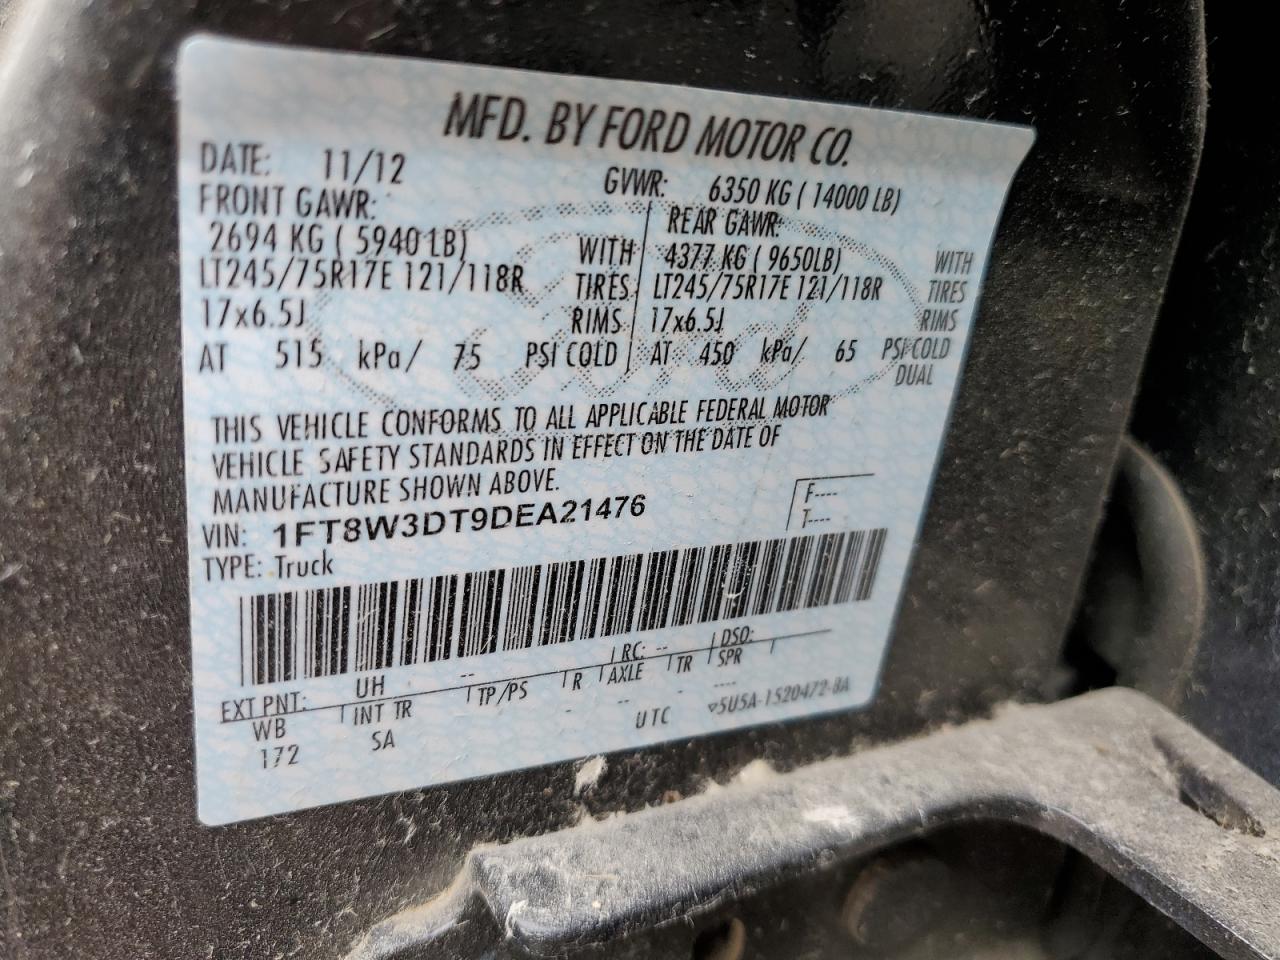 MFD. BY FORD MOTOR CO.
DATE: 11/12 GVWR: 6350 KG ( 14000 LB)
FRONT GAWR: REAR GAWR:
2694 KG ( 5940 LB) WITH 4377 KG ( 9650LB) WITH
LT245/75R17E 121/118R TIRES LT245/75R17E 121/118R TIRES
17x6.5J RIMS 17x6.5J RIMS
AT 515 kPa/ 75 PSI COLD AT 450 kPa/ 65 PSI COLD
DUAL
THIS VEHICLE CONFORMS TO ALL APPLICABLE FEDERAL MOTOR
VEHICLE SAFETY STANDARDS IN EFFECT ON THE DATE OF
MANUFACTURE SHOWN ABOVE.
VIN: 1FT8W3DT9DEA21476
F----
T----
TYPE: Truck
EXT PNT: UH -- RC: -- DSO:
WB INT TR TP/PS R AXLE TR SPR
172 SA - -- - ----
UTC ▽5U5A-1520472-BA